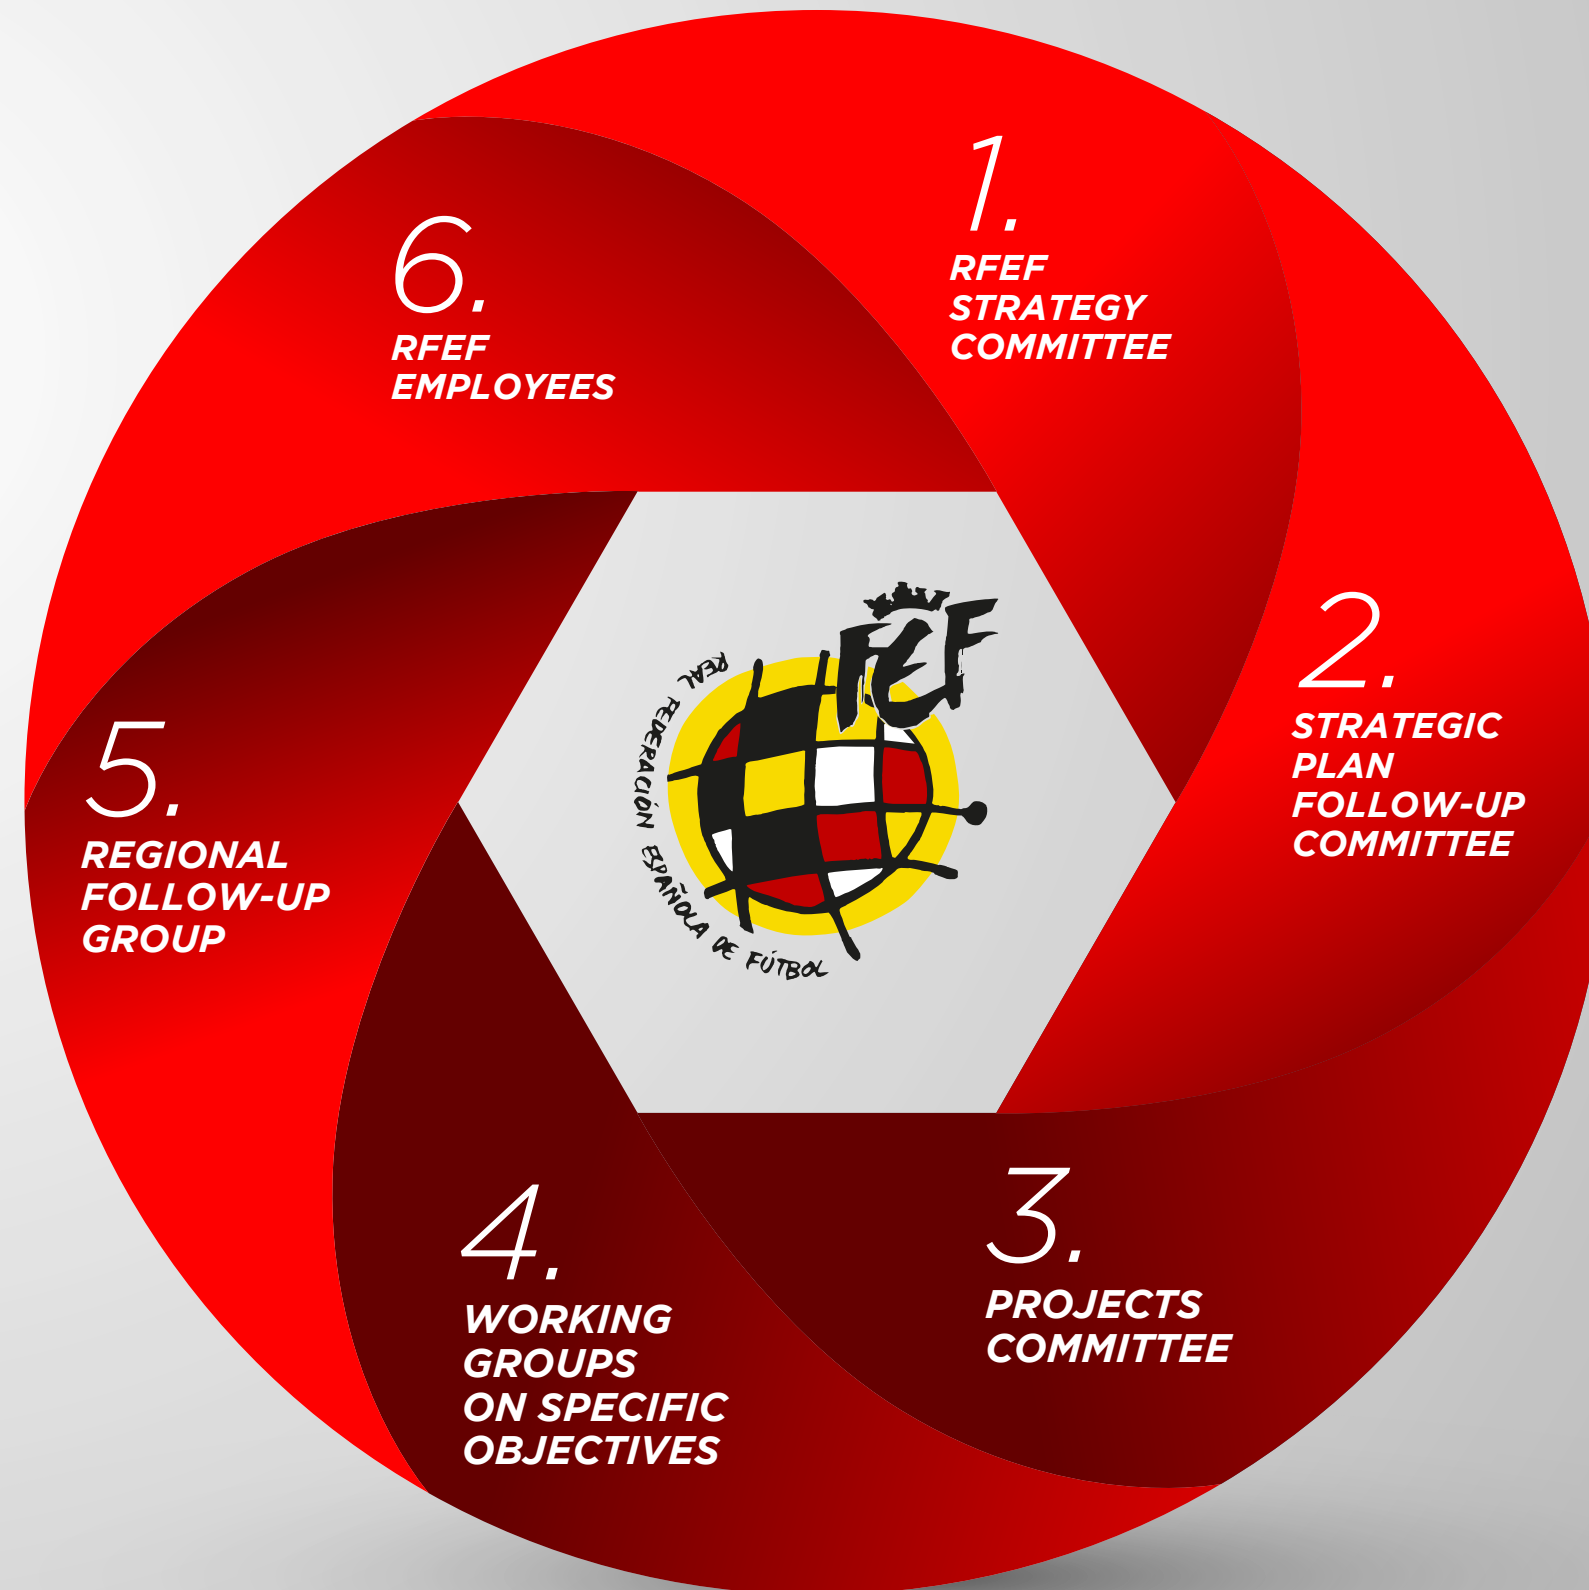 1.
RFEF
STRATEGY
COMMITTEE
2.
STRATEGIC
PLAN
FOLLOW-UP
COMMITTEE
3.
PROJECTS
COMMITTEE
4.
WORKING
GROUPS
ON SPECIFIC
OBJECTIVES
5.
REGIONAL
FOLLOW-UP
GROUP
6.
RFEF
EMPLOYEES
FEF
REAL FEDERACIÓN ESPAÑOLA DE FÚTBOL